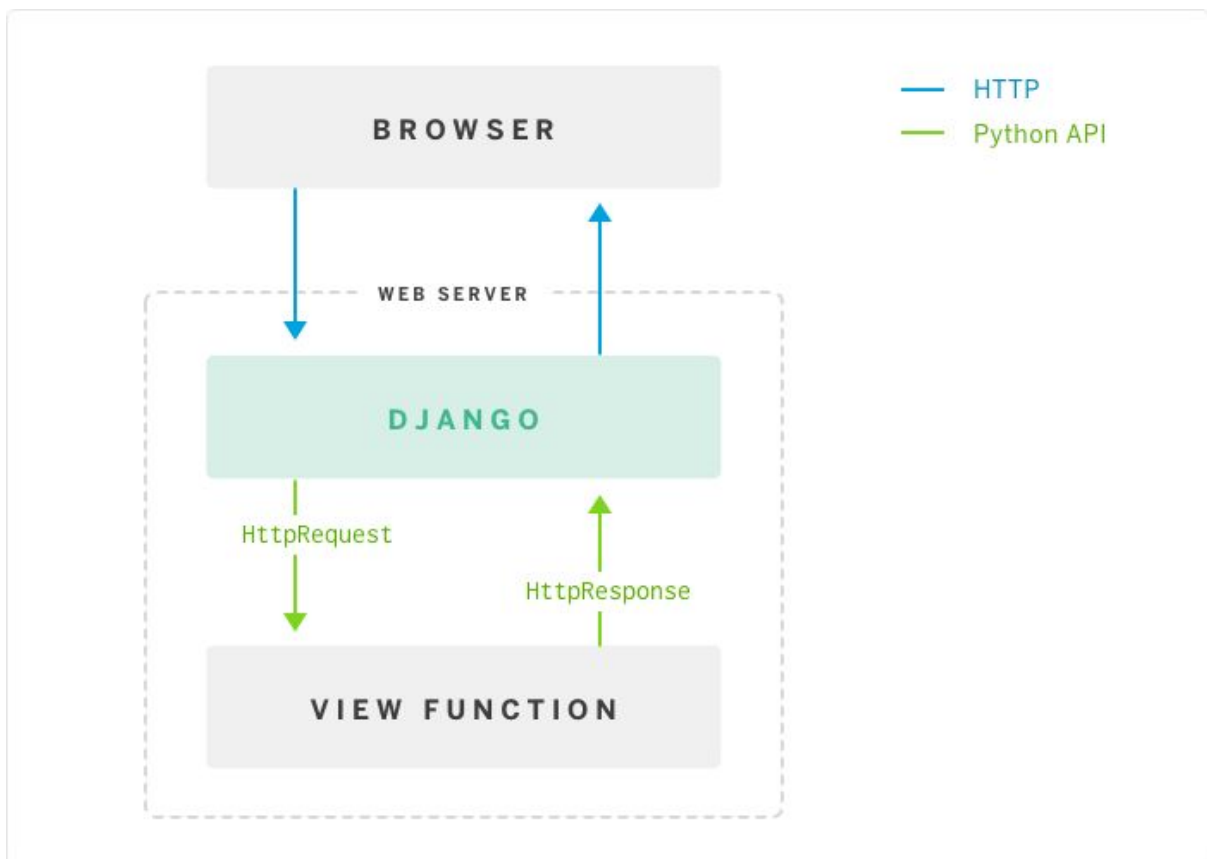 BROWSER
HTTP
Python API
WEB SERVER
DJANGO
HttpRequest
HttpResponse
VIEW FUNCTION